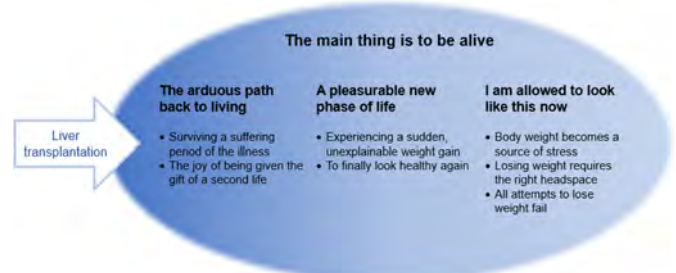 The main thing is to be alive
Liver
transplantation
The arduous path
back to living
• Surviving a suffering
period of the illness
• The joy of being given the
gift of a second life
A pleasurable new
phase of life
• Experiencing a sudden,
unexplainable weight gain
• To finally look healthy again
I am allowed to look
like this now
• Body weight becomes a
source of stress
• Losing weight requires
the right headspace
• All attempts to lose
weight fail